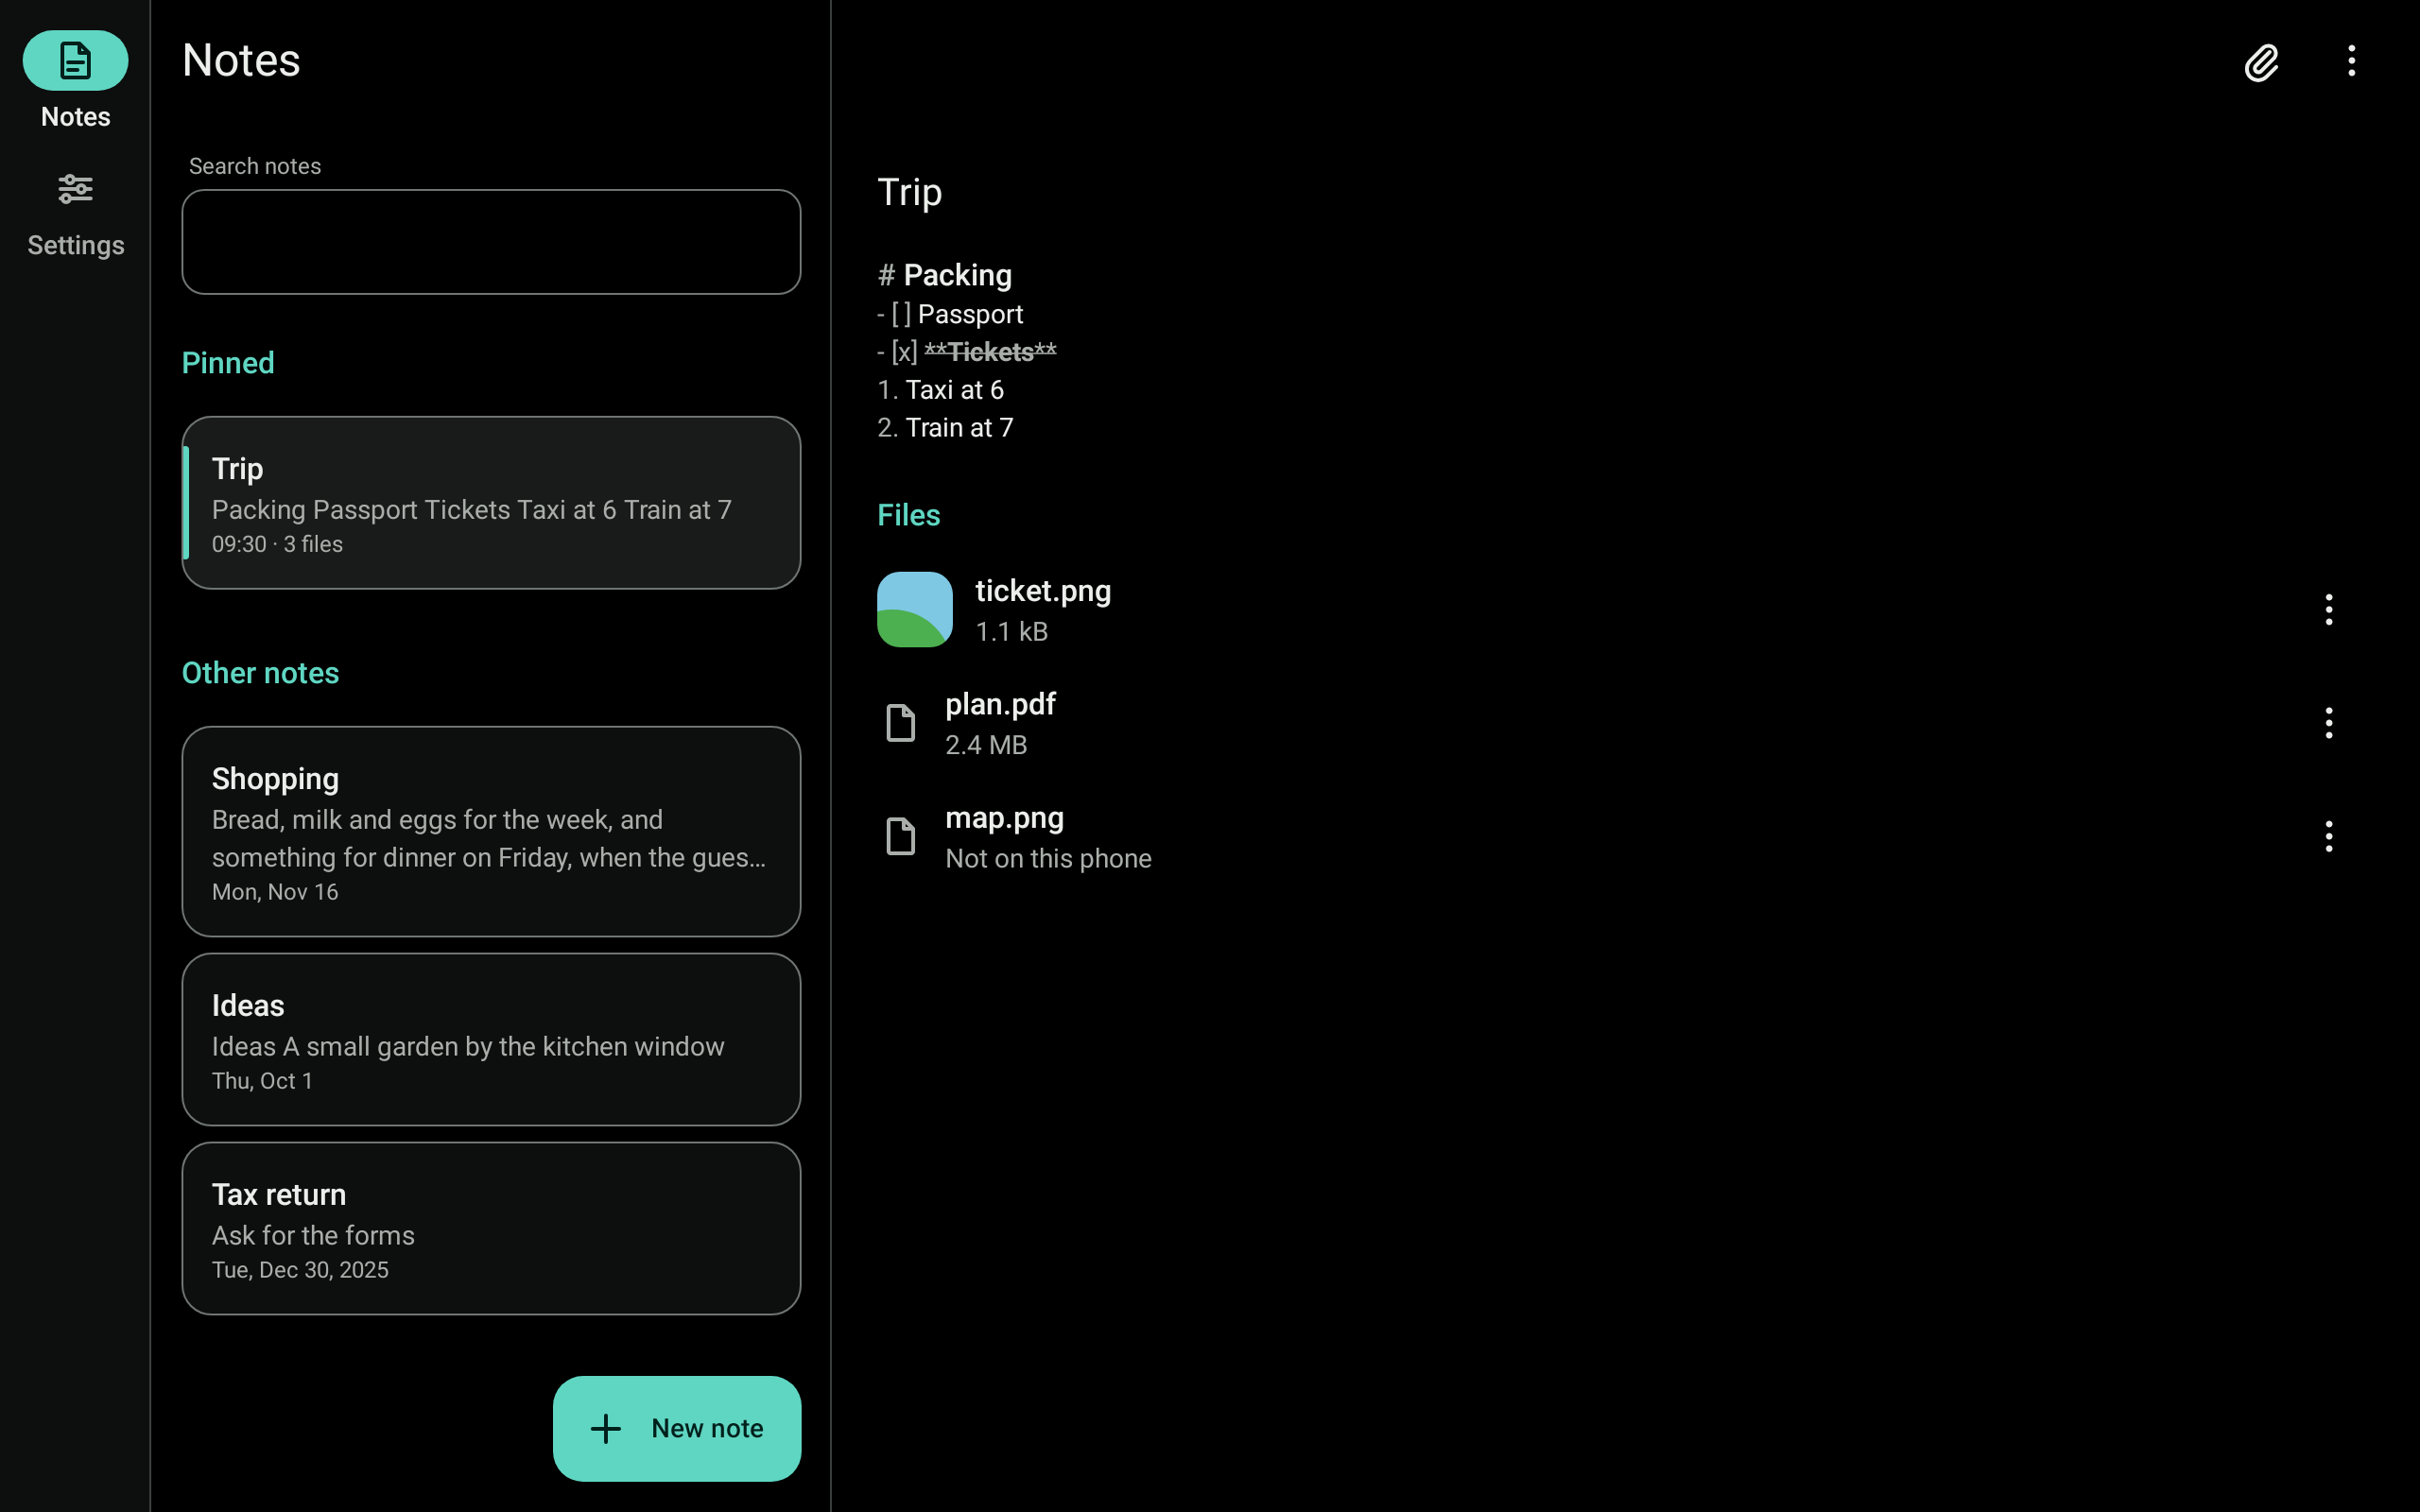 Notes
Settings
Notes
Search notes
Pinned
Trip
Packing Passport Tickets Taxi at 6 Train at 7
09:30 · 3 files
Other notes
Shopping
Bread, milk and eggs for the week, and
something for dinner on Friday, when the gues…
Mon, Nov 16
Ideas
Ideas A small garden by the kitchen window
Thu, Oct 1
Tax return
Ask for the forms
Tue, Dec 30, 2025
New note
Trip
# Packing
- [ ] Passport
- [x] **Tickets**
1. Taxi at 6
2. Train at 7
Files
ticket.png
1.1 kB
plan.pdf
2.4 MB
map.png
Not on this phone